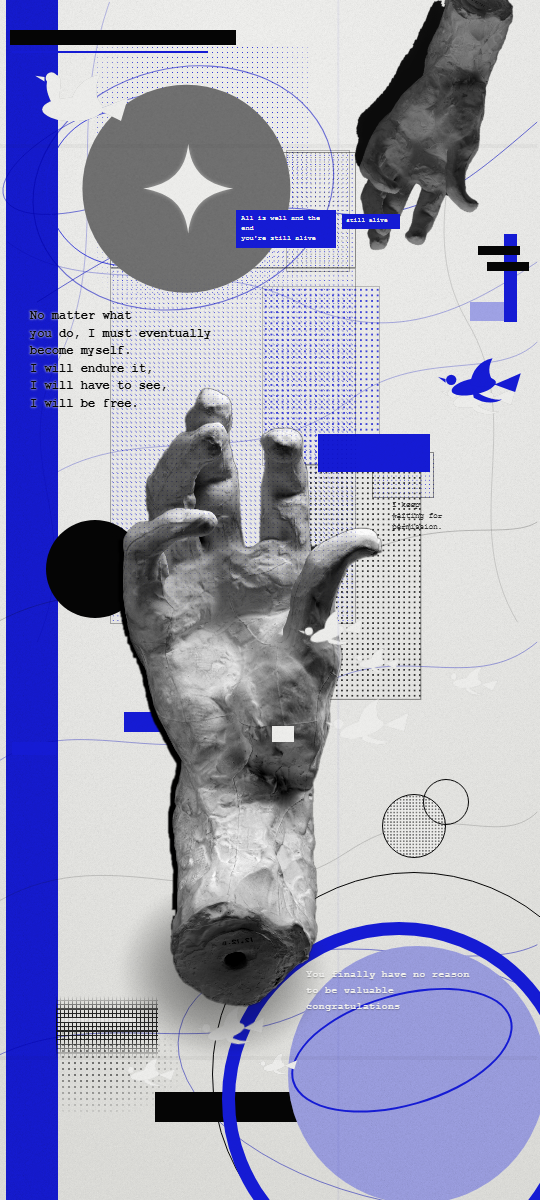 All is well and the
end
you're still alive
still alive
No matter what
you do, I must eventually
become myself.
I will endure it,
I will have to see,
I will be free.
I keep
waiting for
permission.
You finally have no reason
to be valuable
congratulations